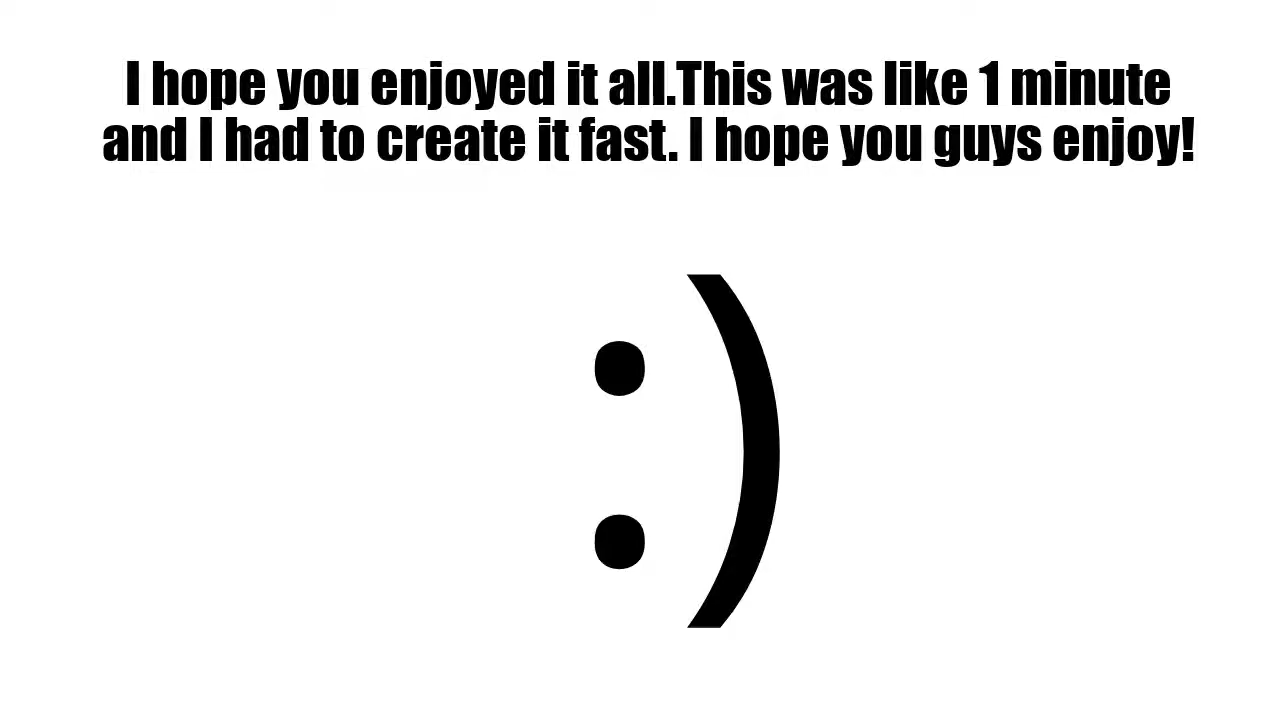 I hope you enjoyed it all.This was like 1 minute
and I had to create it fast. I hope you guys enjoy!
:)